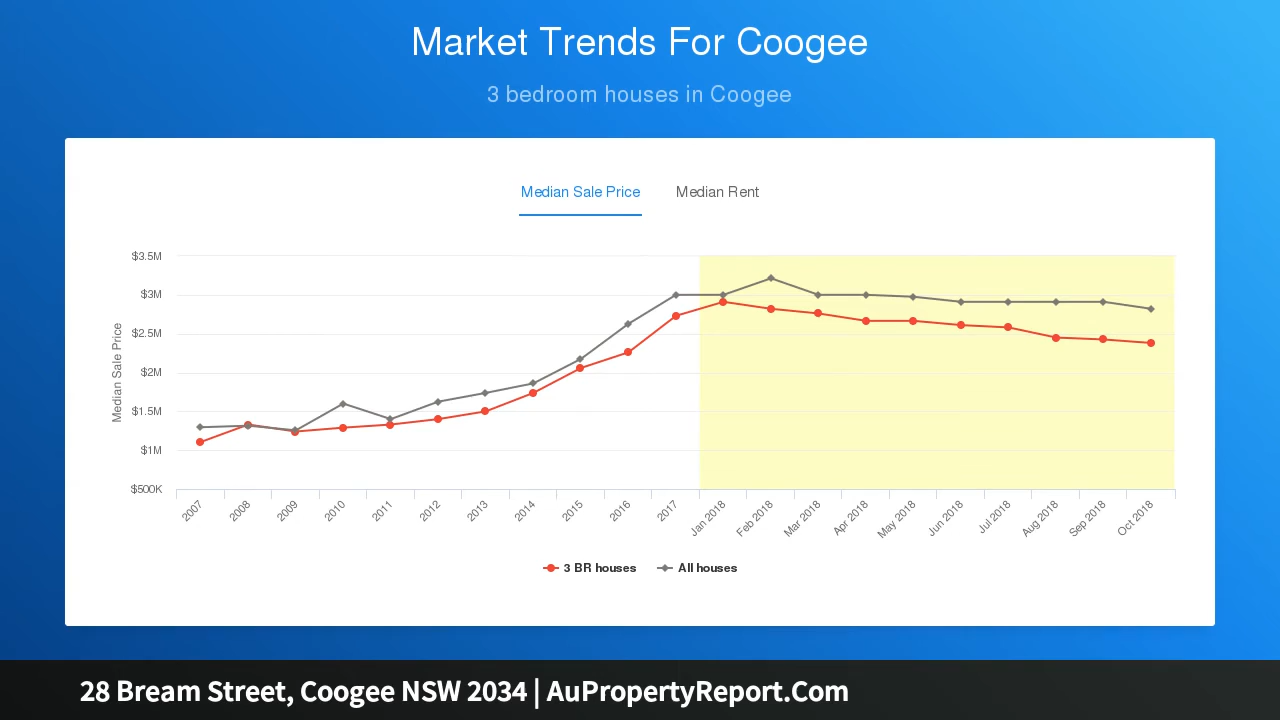 Market Trends For Coogee
3 bedroom houses in Coogee
Median Sale Price
Median Rent
Median Sale Price
$3.5M
$3M
$2.5M
$2M
$1.5M
$1M
$500K
2007
2008
2009
2010
2011
2012
2013
2014
2015
2016
2017
Jan 2018
Feb 2018
Mar 2018
Apr 2018
May 2018
Jun 2018
Jul 2018
Aug 2018
Sep 2018
Oct 2018
3 BR houses
All houses
28 Bream Street, Coogee NSW 2034 | AuPropertyReport.Com